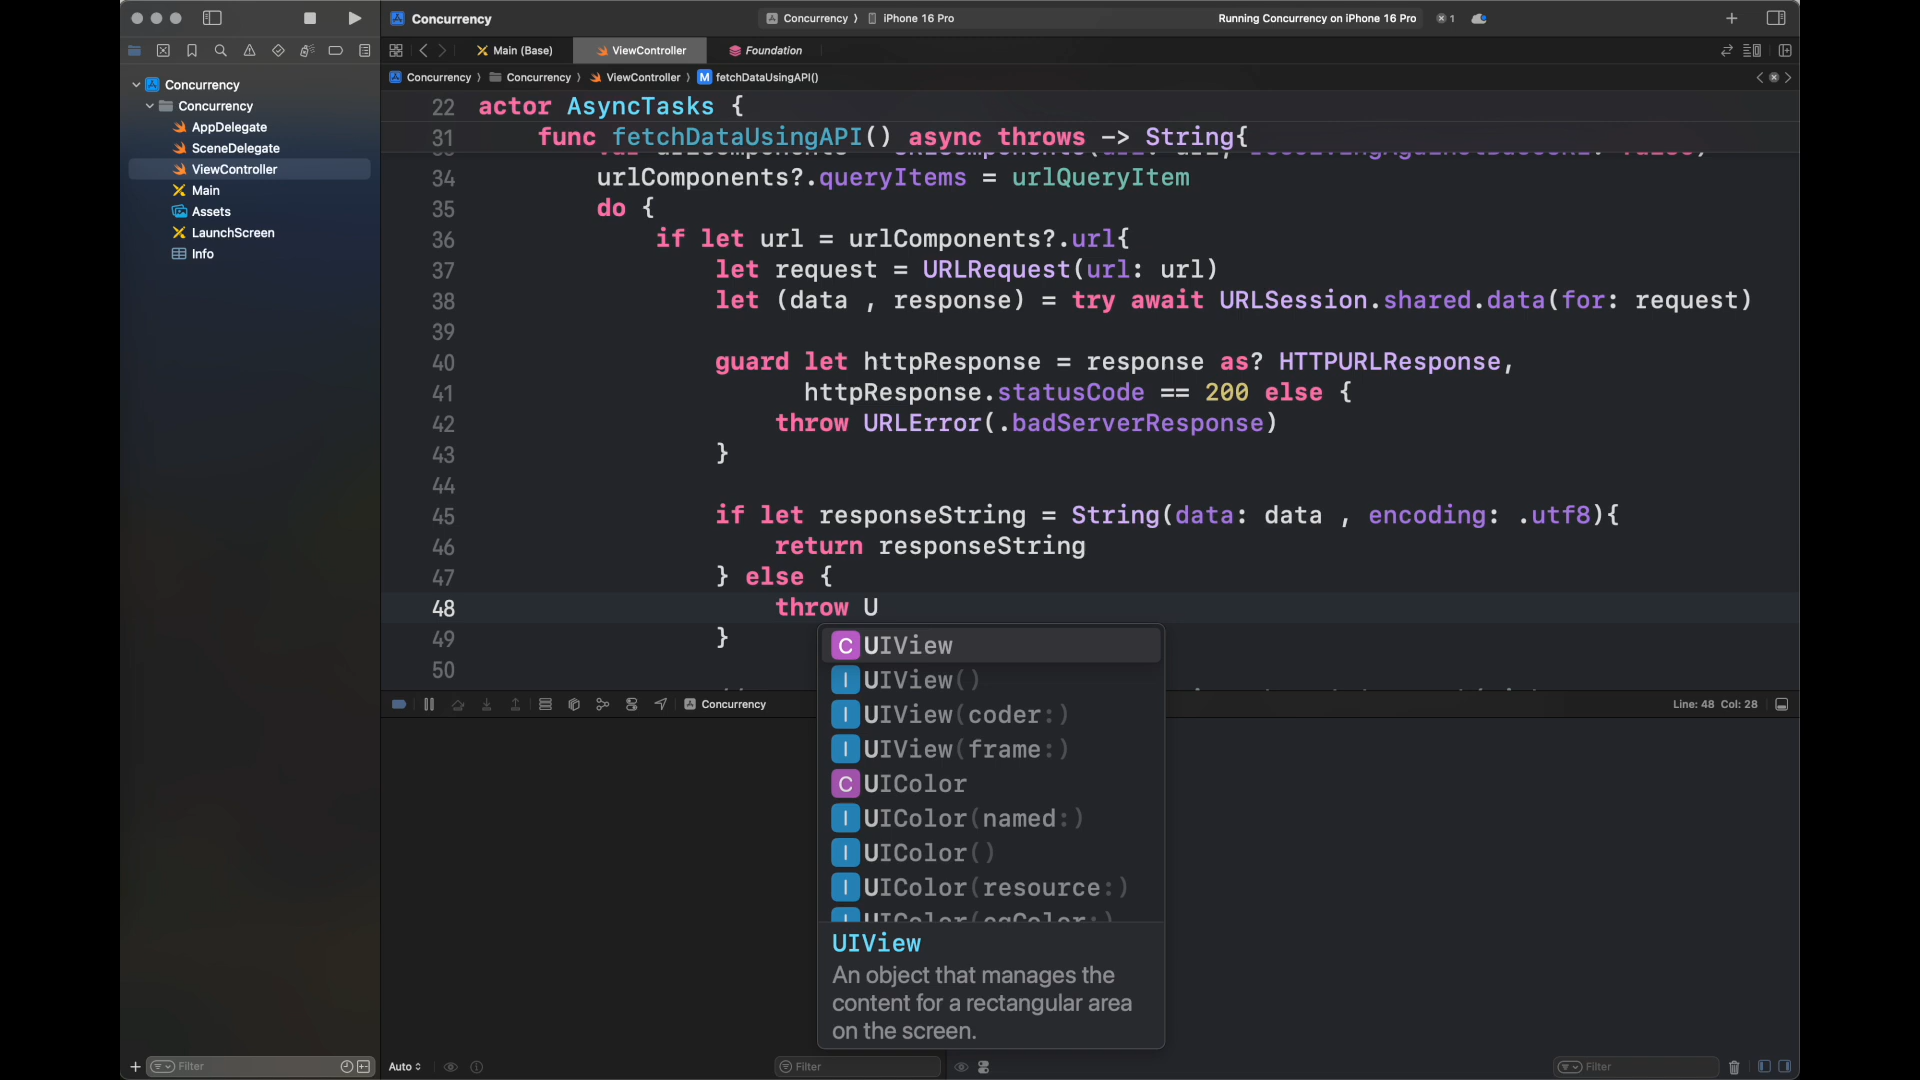 Concurrency
Concurrency ⟩ iPhone 16 Pro
Running Concurrency on iPhone 16 Pro
1
Main (Base)
ViewController
Foundation
Concurrency ⟩ Concurrency ⟩ ViewController ⟩ M fetchDataUsingAPI()
Concurrency
Concurrency
AppDelegate
SceneDelegate
ViewController
Main
Assets
LaunchScreen
Info
22 actor AsyncTasks {
31 func fetchDataUsingAPI() async throws -> String{
34 urlComponents?.queryItems = urlQueryItem
35 do {
36 if let url = urlComponents?.url{
37 let request = URLRequest(url: url)
38 let (data , response) = try await URLSession.shared.data(for: request)
39
40 guard let httpResponse = response as? HTTPURLResponse,
41 httpResponse.statusCode == 200 else {
42 throw URLError(.badServerResponse)
43 }
44
45 if let responseString = String(data: data , encoding: .utf8){
46 return responseString
47 } else {
48 throw U
49 }
50
C UIView
I UIView()
I UIView(coder:)
I UIView(frame:)
C UIColor
I UIColor(named:)
I UIColor()
I UIColor(resource:)
I UIColor(cgColor:)
UIView
An object that manages the
content for a rectangular area
on the screen.
Concurrency
Line: 48 Col: 28
Filter
Auto
Filter
Filter